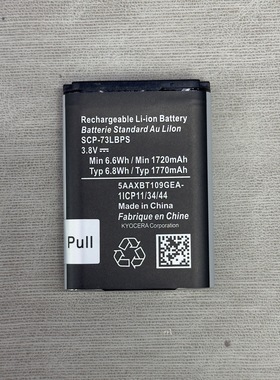 Rechargeable Li-ion Battery
Batterie Standard Au Lilon
SCP-73LBPS
3.8V⎓
Min 6.6Wh / Min 1720mAh
Typ 6.8Wh / Typ 1770mAh
5AAXBT109GEA-
1ICP11/34/44
Made in China
Fabrique en Chine
KYOCERA Corporation
Pull